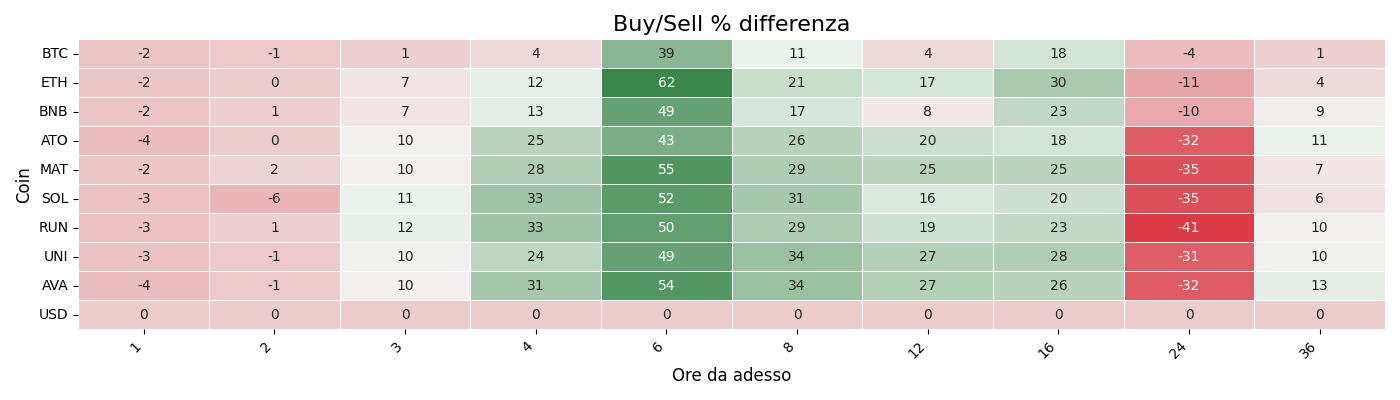 Buy/Sell % differenza
Coin
BTC -2 -1 1 4 39 11 4 18 -4 1
ETH -2 0 7 12 62 21 17 30 -11 4
BNB -2 1 7 13 49 17 8 23 -10 9
ATO -4 0 10 25 43 26 20 18 -32 11
MAT -2 2 10 28 55 29 25 25 -35 7
SOL -3 -6 11 33 52 31 16 20 -35 6
RUN -3 1 12 33 50 29 19 23 -41 10
UNI -3 -1 10 24 49 34 27 28 -31 10
AVA -4 -1 10 31 54 34 27 26 -32 13
USD 0 0 0 0 0 0 0 0 0 0
1 2 3 4 6 8 12 16 24 36
Ore da adesso